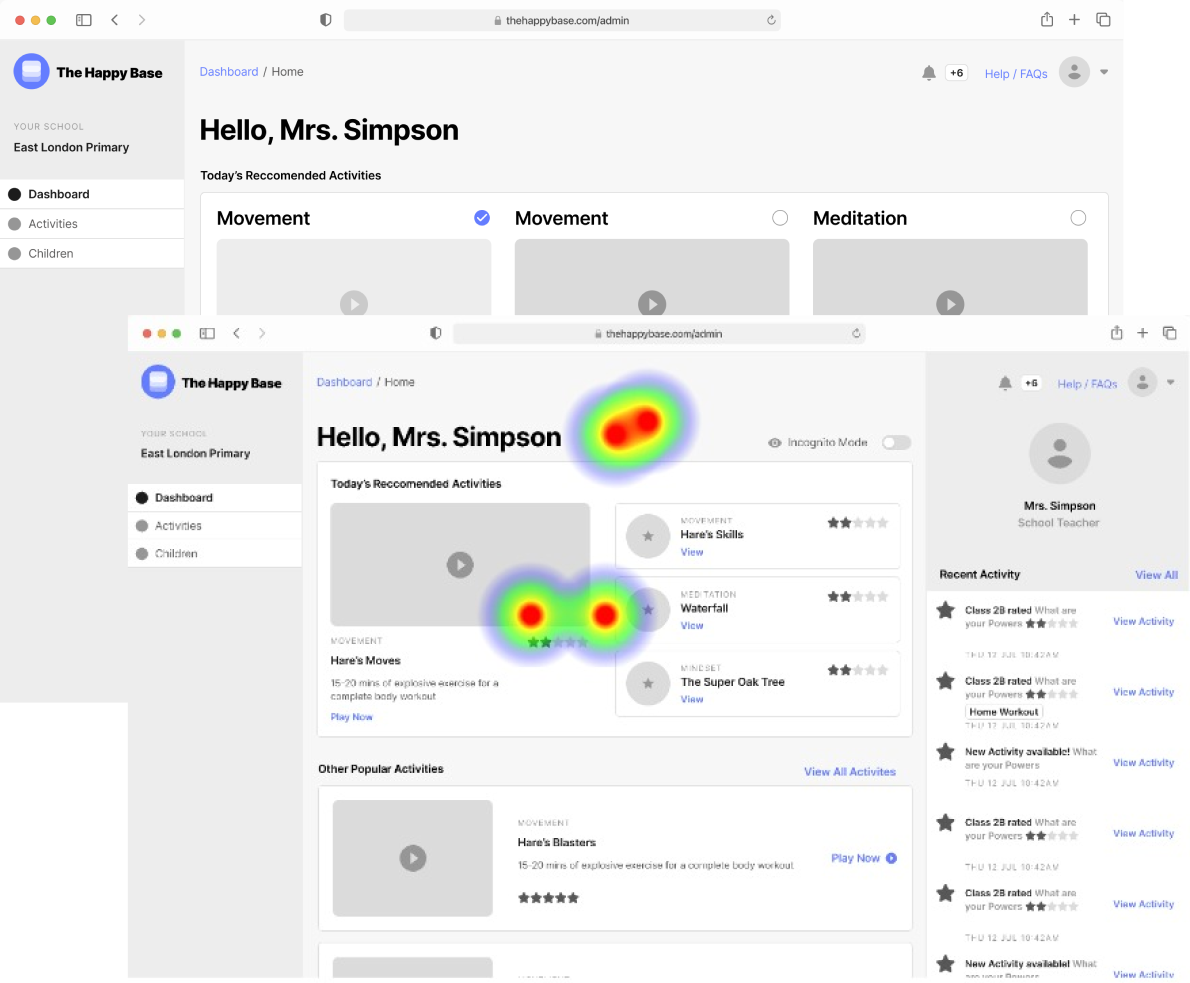 thehappybase.com/admin
The Happy Base
YOUR SCHOOL
East London Primary
Dashboard
Activities
Children
Dashboard / Home
+6
Help / FAQs
Hello, Mrs. Simpson
Today's Reccomended Activities
Movement
Movement
Meditation
thehappybase.com/admin
The Happy Base
YOUR SCHOOL
East London Primary
Dashboard
Activities
Children
Dashboard / Home
Hello, Mrs. Simpson
Incognito Mode
Today's Reccomended Activities
MOVEMENT
Hare's Moves
15-20 mins of explosive exercise for a
complete body workout
Play Now
MOVEMENT
Hare's Skills
View
MEDITATION
Waterfall
View
MINDSET
The Super Oak Tree
View
Other Popular Activities
View All Activites
MOVEMENT
Hare's Blasters
15-20 mins of explosive exercise for a complete body workout
Play Now
+6
Help / FAQs
Mrs. Simpson
School Teacher
Recent Activity
View All
Class 2B rated What are
your Powers
View Activity
THU 12 JUL 10:42AM
Class 2B rated What are
your Powers
View Activity
Home Workout
THU 12 JUL 10:42AM
New Activity available! What
are your Powers
View Activity
THU 12 JUL 10:42AM
Class 2B rated What are
your Powers
View Activity
THU 12 JUL 10:42AM
Class 2B rated What are
your Powers
View Activity
THU 12 JUL 10:42AM
New Activity available! What
are your Powers
View Activity